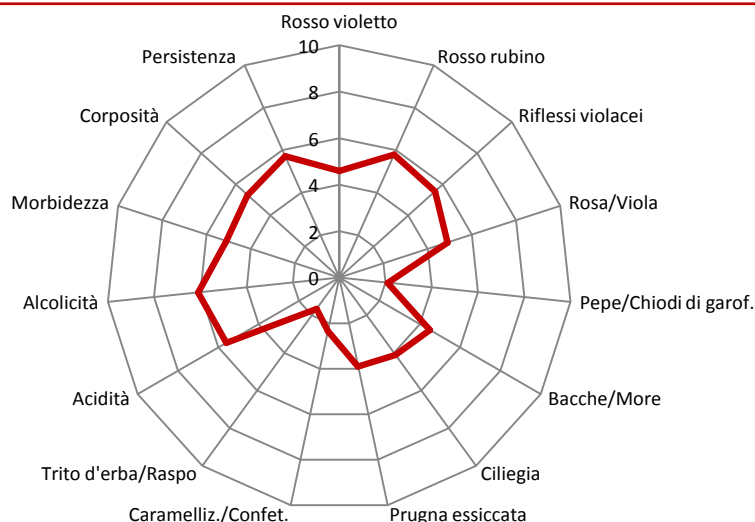 Rosso violetto
10
Persistenza
Rosso rubino
8
Corposità
Riflessi violacei
6
4
Morbidezza
Rosa/Viola
2
0
Alcolicità
Pepe/Chiodi di garof.
Acidità
Bacche/More
Trito d'erba/Raspo
Ciliegia
Caramelliz./Confet.
Prugna essiccata